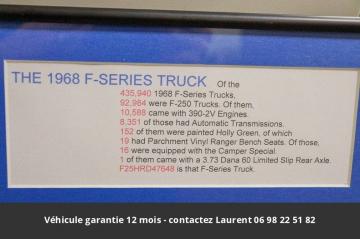 THE 1968 F-SERIES TRUCK Of the
435,940 1968 F-Series Trucks,
92,984 were F-250 Trucks. Of them,
10,588 came with 390-2V Engines.
8,351 of those had Automatic Transmissions.
152 of them were painted Holly Green, of which
19 had Parchment Vinyl Ranger Bench Seats. Of those,
16 were equipped with the Camper Special.
1 of them came with a 3.73 Dana 60 Limited Slip Rear Axle.
F25HRD47648 is that F-Series Truck.
Véhicule garantie 12 mois - contactez Laurent 06 98 22 51 82